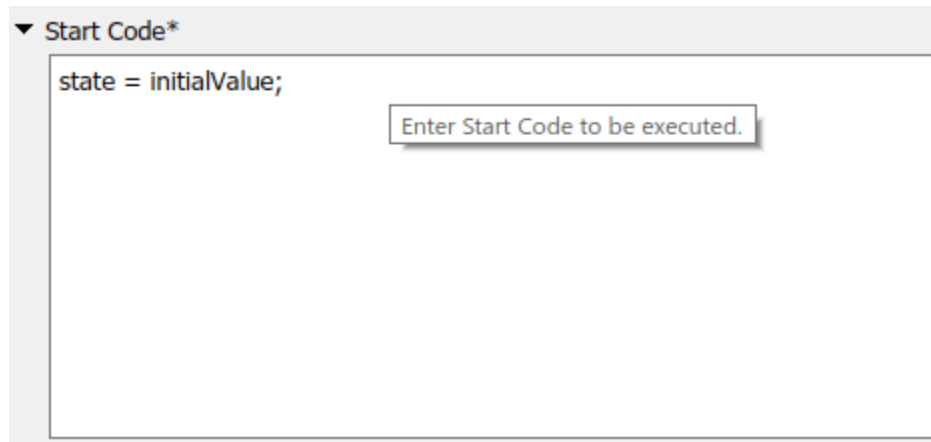 Start Code*
state = initialValue;
Enter Start Code to be executed.